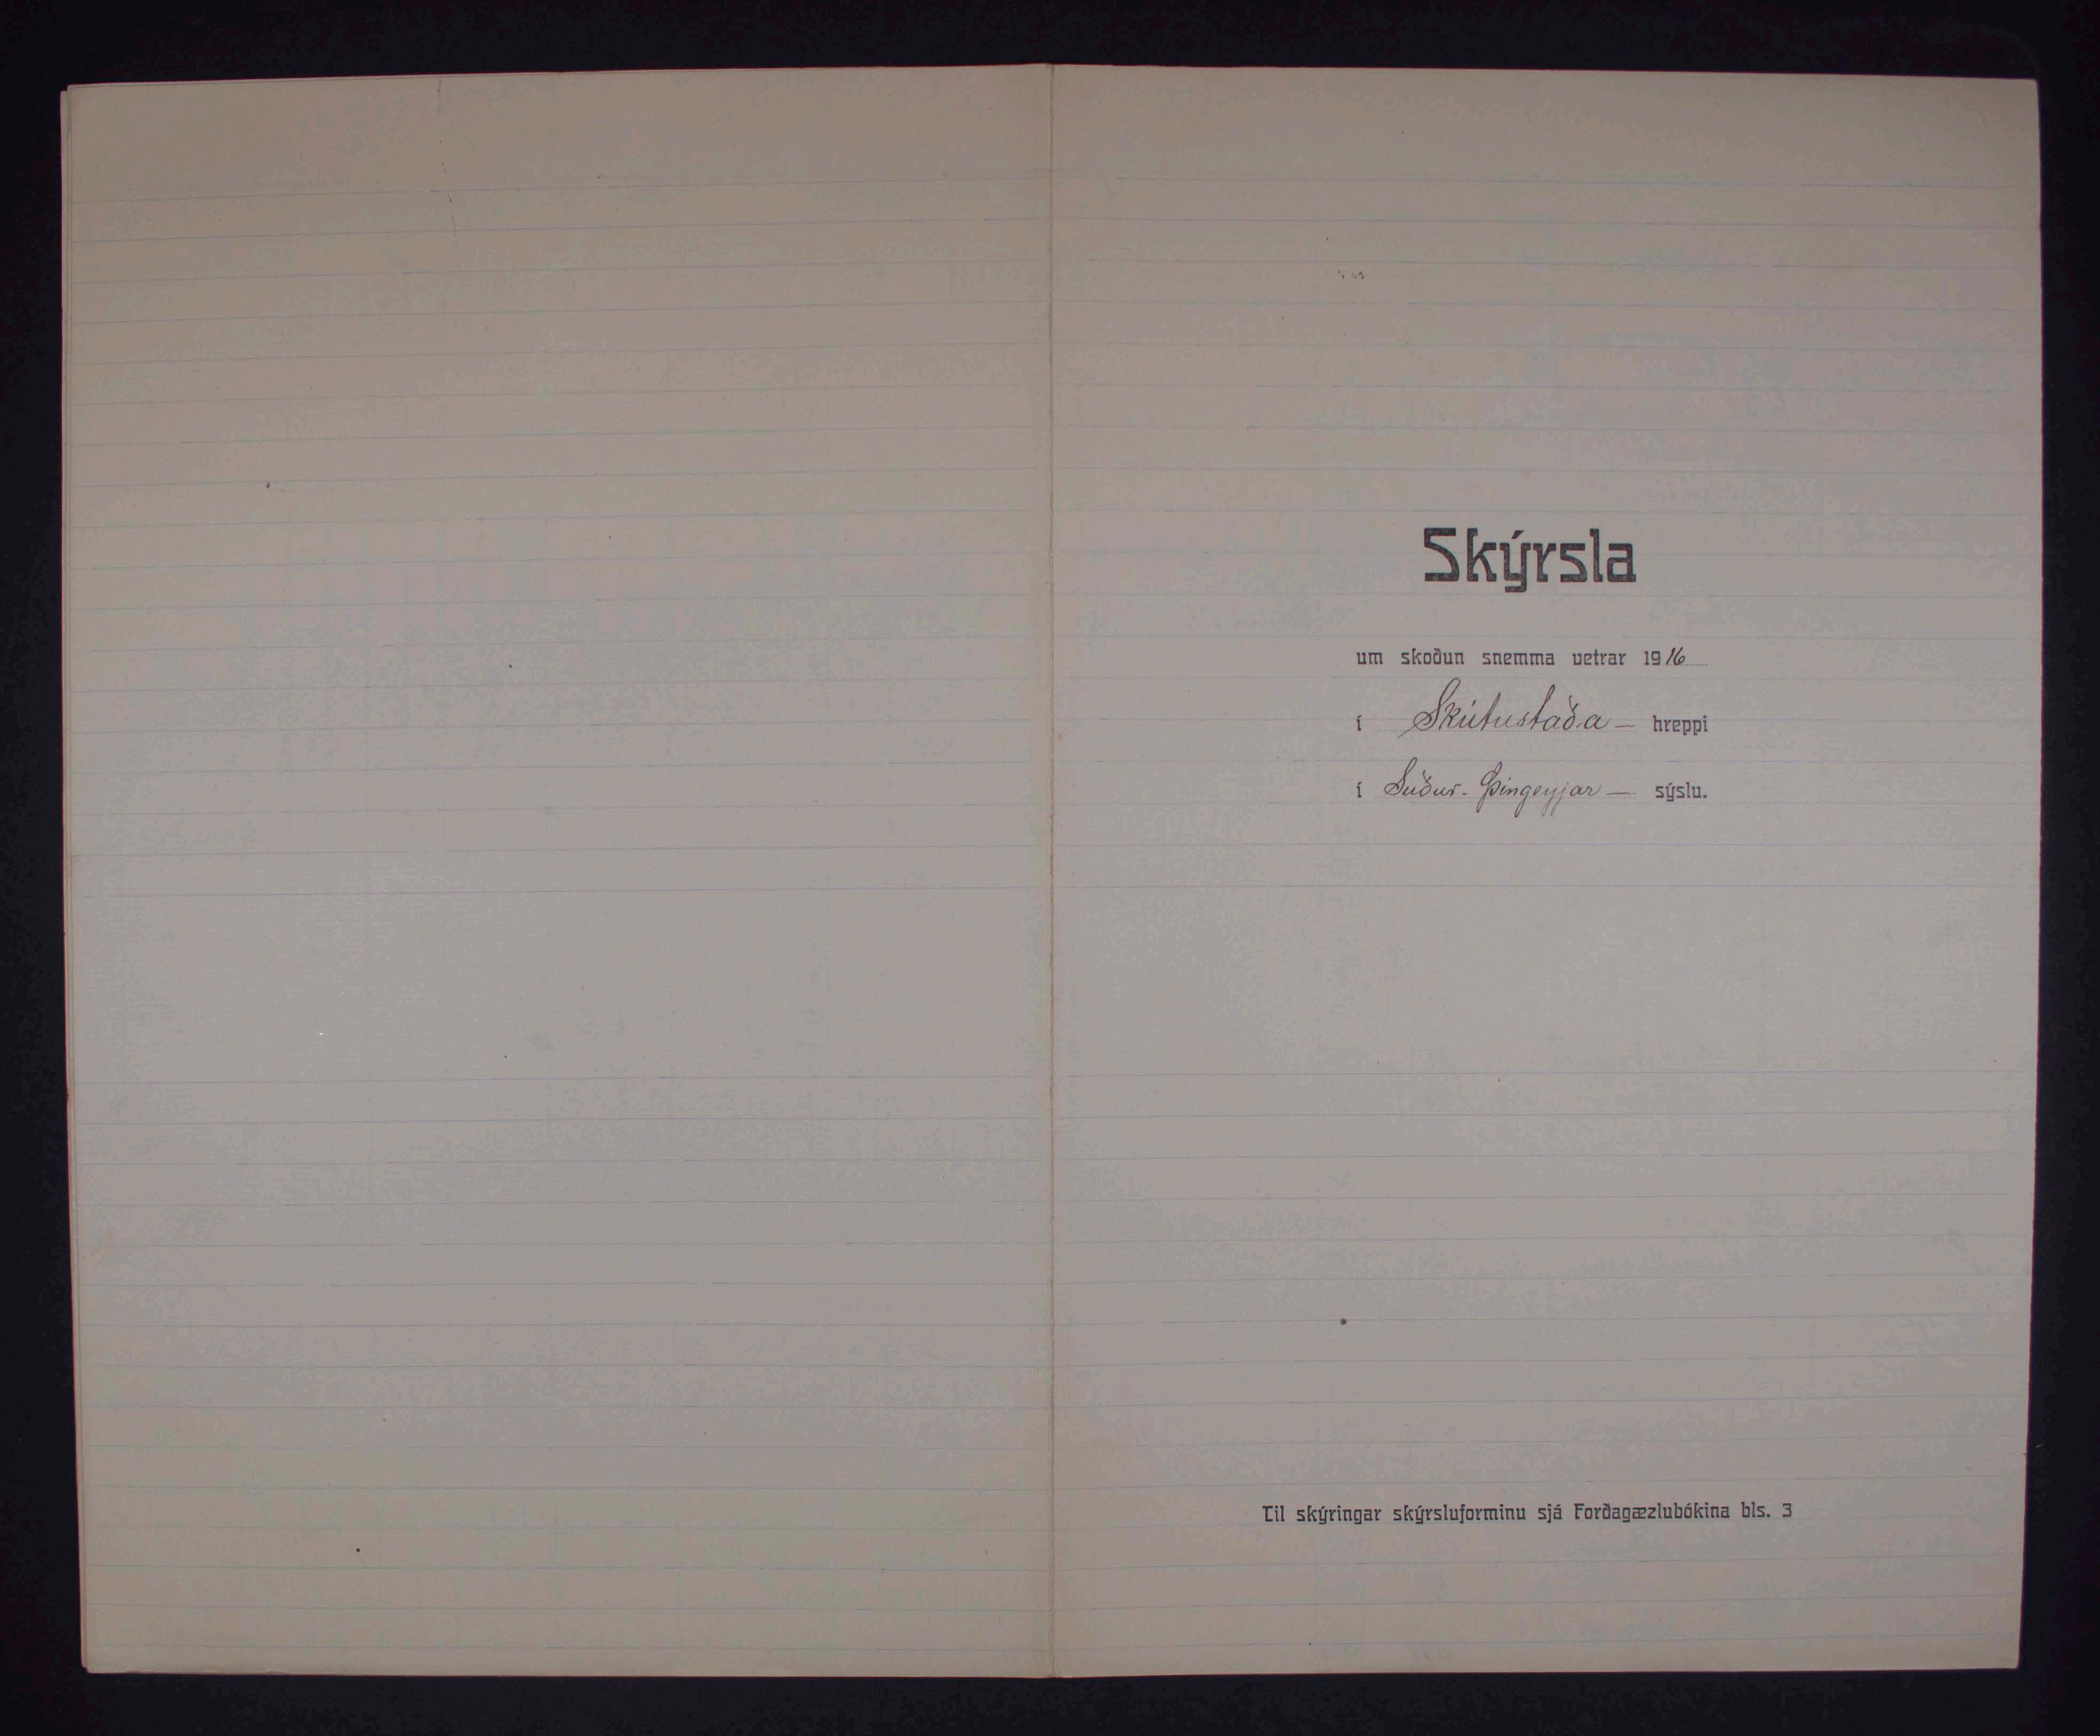 Skýrsla
um skoðun snemma vetrar 1916
í Skútustaða — hreppi
í Suður-Þingeyjar — sýslu.
Til skýringar skýrsluforminu sjá Forðagæzlubókina bls. 3